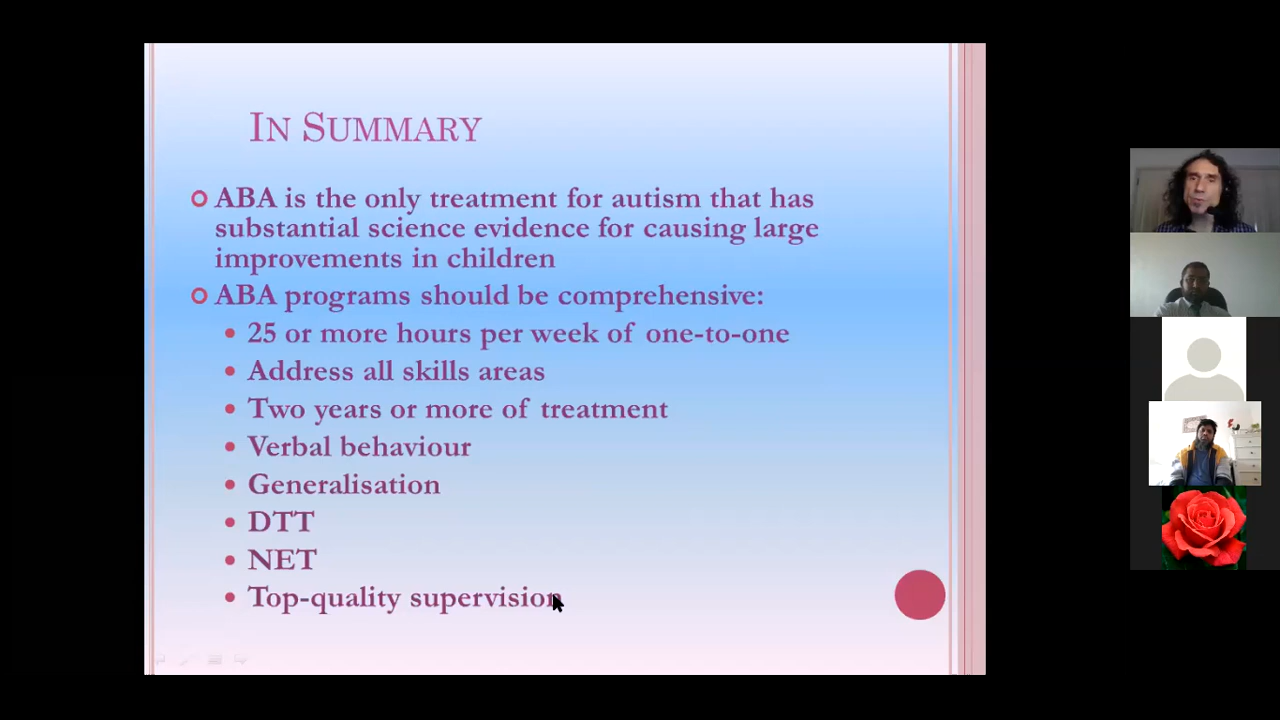 IN SUMMARY
ABA is the only treatment for autism that has
substantial science evidence for causing large
improvements in children
ABA programs should be comprehensive:
25 or more hours per week of one-to-one
Address all skills areas
Two years or more of treatment
Verbal behaviour
Generalisation
DTT
NET
Top-quality supervision